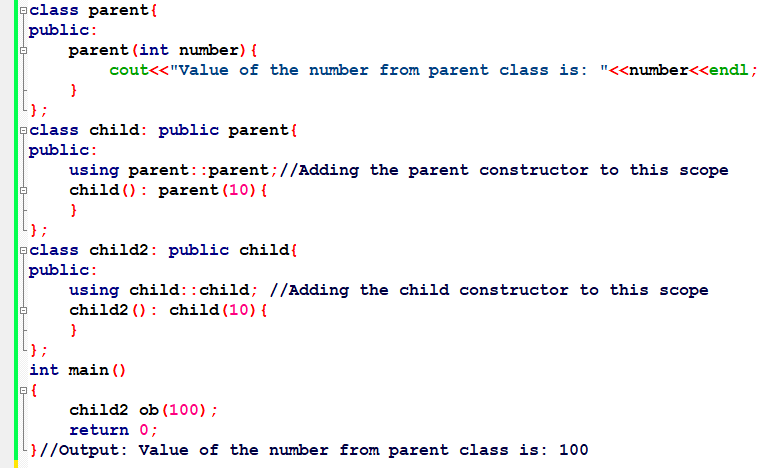 class parent{
public:
    parent(int number){
        cout<<"Value of the number from parent class is: "<<number<<endl;
    }
};
class child: public parent{
public:
    using parent::parent;//Adding the parent constructor to this scope
    child(): parent(10){
    }
};
class child2: public child{
public:
    using child::child; //Adding the child constructor to this scope
    child2(): child(10){
    }
};
int main()
{
    child2 ob(100);
    return 0;
}//Output: Value of the number from parent class is: 100